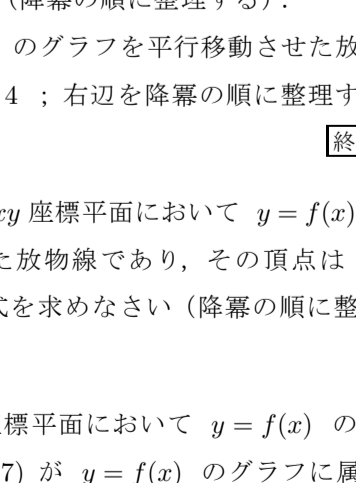 (降冪の順に整理する).
のグラフを平行移動させた放
4 ; 右辺を降冪の順に整理す
終
xy 座標平面において y = f(x)
た放物線であり, その頂点は
式を求めなさい (降冪の順に整
標平面において y = f(x) の
7) が y = f(x) のグラフに属